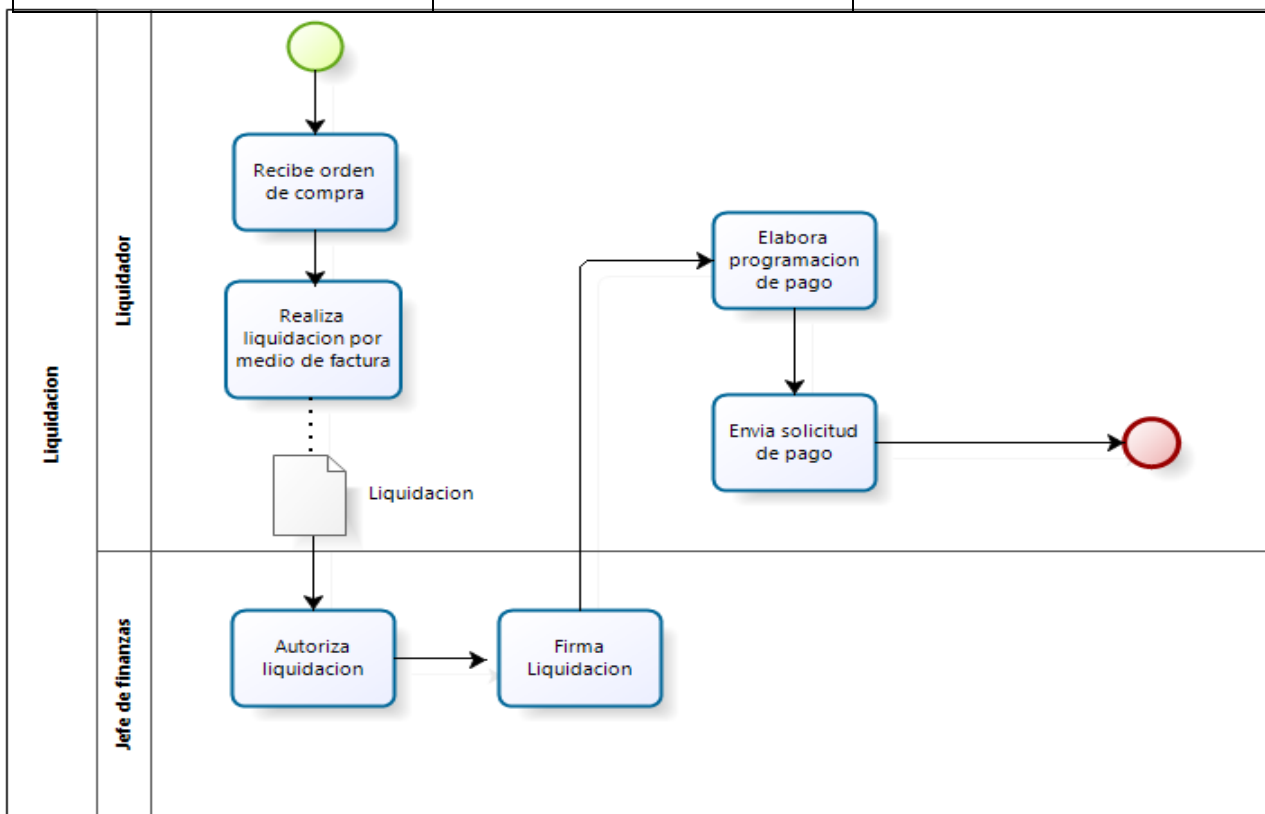 Liquidacion
Liquidador
Recibe orden
de compra
Realiza
liquidacion por
medio de factura
Liquidacion
Elabora
programacion
de pago
Envia solicitud
de pago
Jefe de finanzas
Autoriza
liquidacion
Firma
Liquidacion